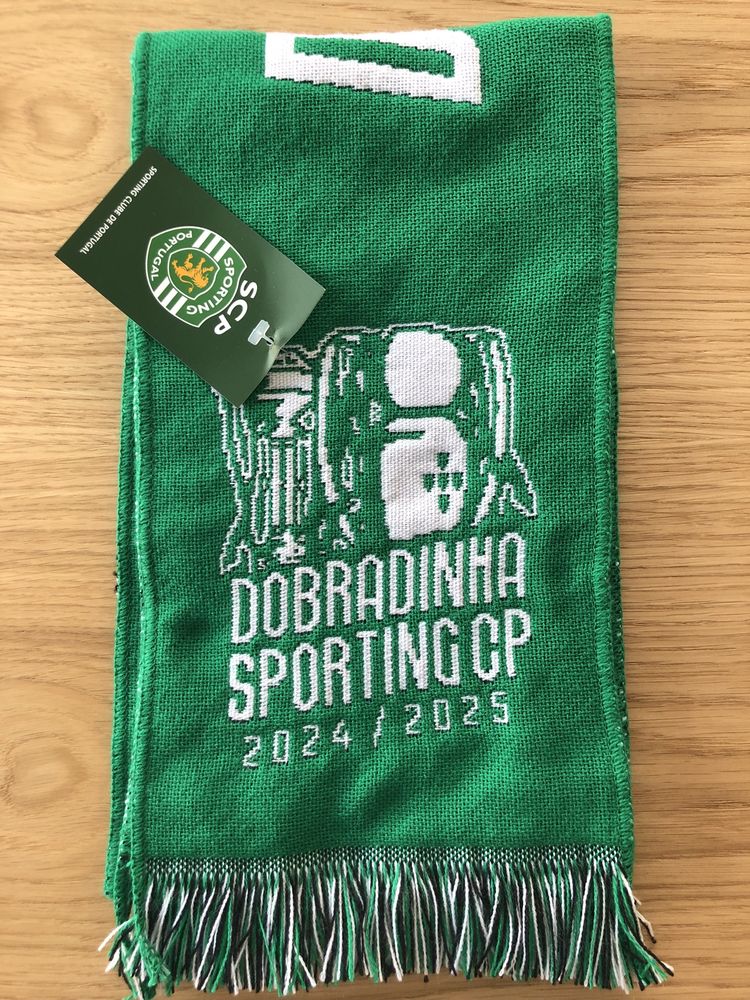 SPORTING CLUBE DE PORTUGAL
SPORTING
PORTUGAL
SCP
DOBRADINHA
SPORTING CP
2024 / 2025